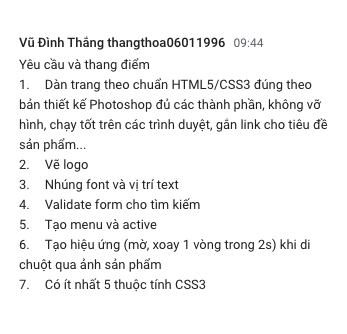 Vũ Đình Thắng thangthoa06011996 09:44
Yêu cầu và thang điểm
1. Dàn trang theo chuẩn HTML5/CSS3 đúng theo
bản thiết kế Photoshop đủ các thành phần, không vỡ
hình, chạy tốt trên các trình duyệt, gắn link cho tiêu đề
sản phẩm...
2. Vẽ logo
3. Nhúng font và vị trí text
4. Validate form cho tìm kiếm
5. Tạo menu và active
6. Tạo hiệu ứng (mờ, xoay 1 vòng trong 2s) khi di
chuột qua ảnh sản phẩm
7. Có ít nhất 5 thuộc tính CSS3